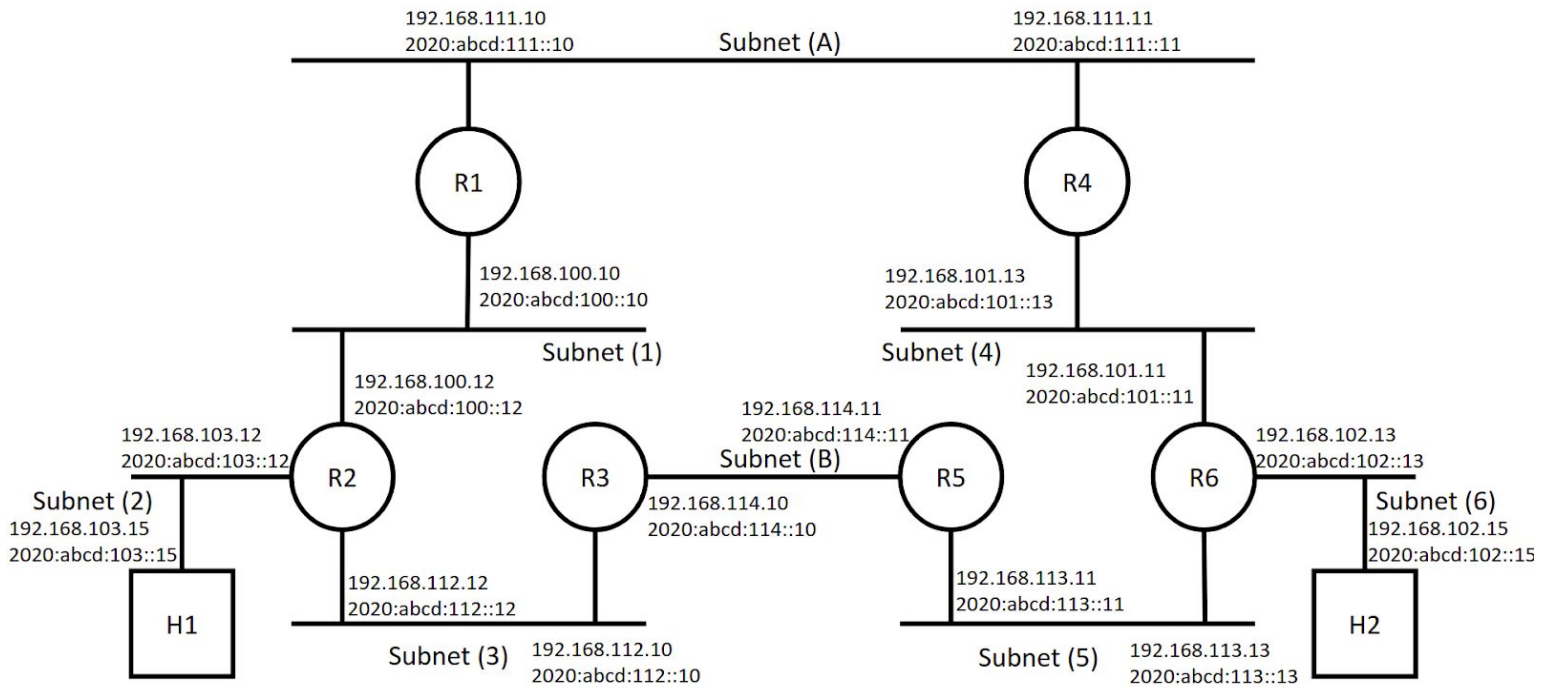 192.168.111.10
2020:abcd:111::10
Subnet (A)
192.168.111.11
2020:abcd:111::11
R1
R4
192.168.100.10
2020:abcd:100::10
192.168.101.13
2020:abcd:101::13
Subnet (1)
Subnet (4)
192.168.100.12
2020:abcd:100::12
192.168.101.11
2020:abcd:101::11
192.168.103.12
2020:abcd:103::12
192.168.114.11
2020:abcd:114::11
192.168.102.13
2020:abcd:102::13
R2
R3
Subnet (B)
R5
R6
Subnet (2)
192.168.103.15
2020:abcd:103::15
192.168.114.10
2020:abcd:114::10
Subnet (6)
192.168.102.15
2020:abcd:102::15
192.168.112.12
2020:abcd:112::12
192.168.113.11
2020:abcd:113::11
H1
H2
Subnet (3)
192.168.112.10
2020:abcd:112::10
Subnet (5)
192.168.113.13
2020:abcd:113::13